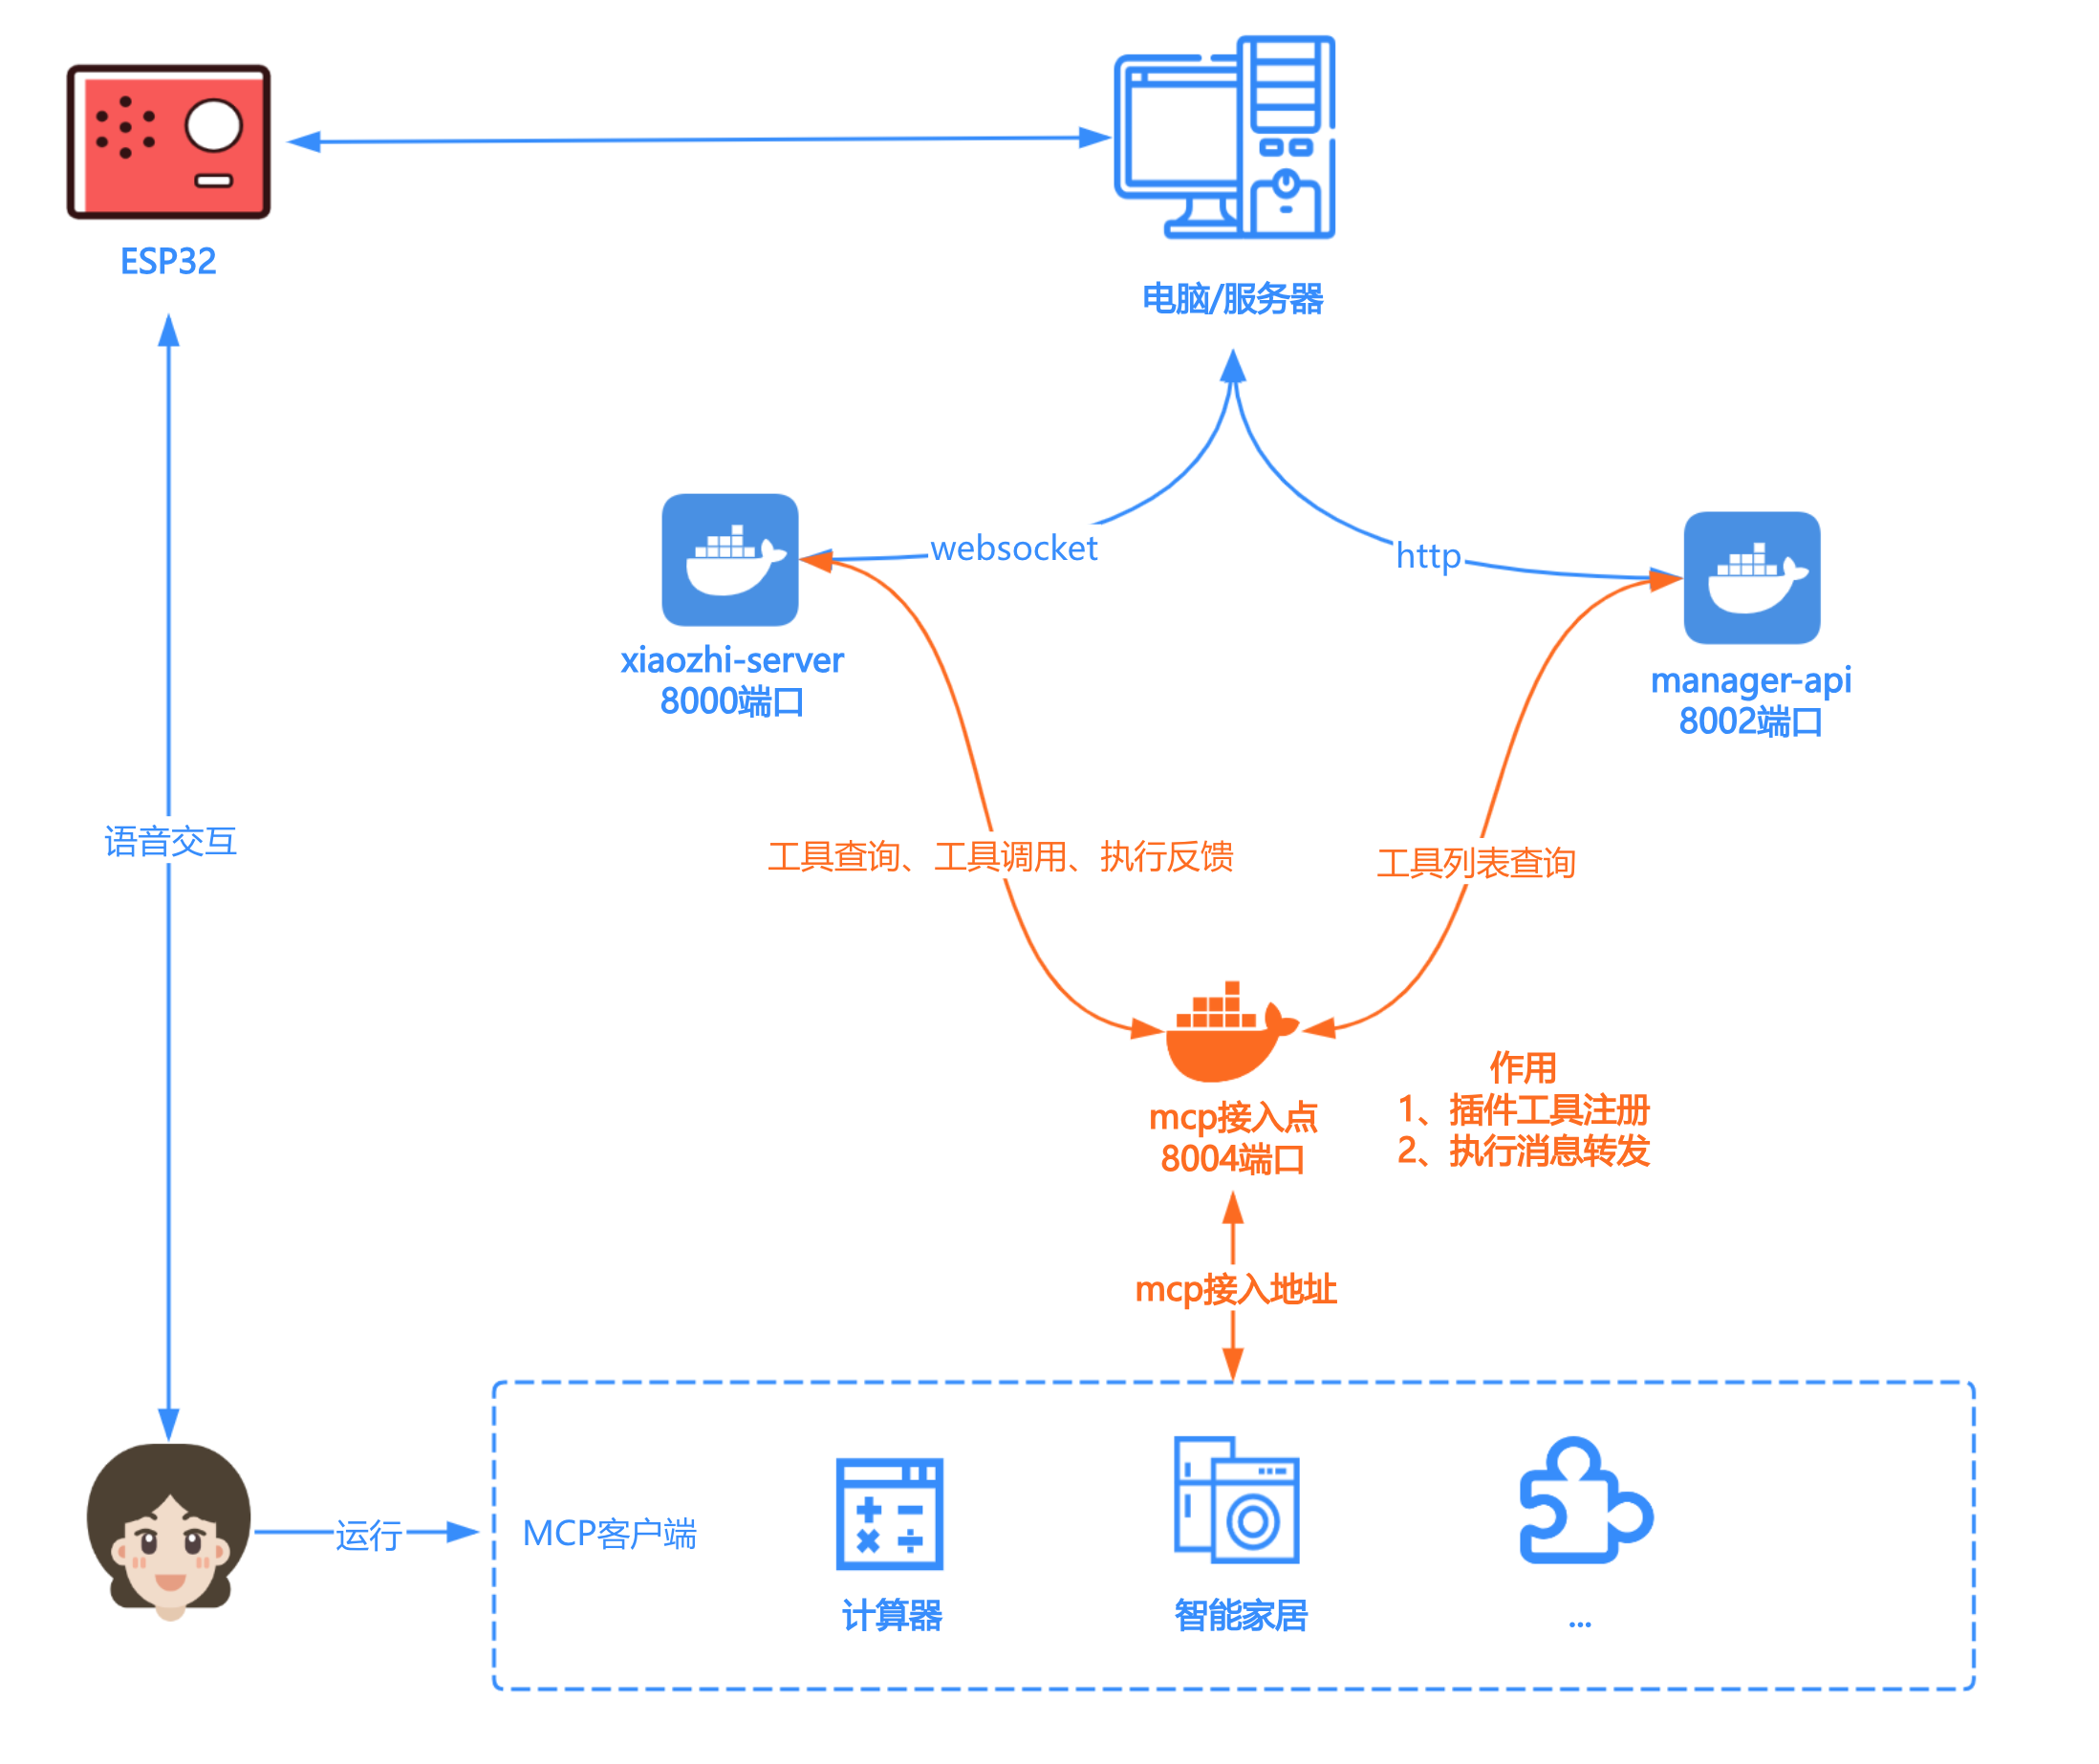 ESP32
电脑/服务器
websocket
http
xiaozhi-server
8000端口
manager-api
8002端口
语音交互
工具查询、工具调用、执行反馈
工具列表查询
mcp接入点
8004端口
作用
1、插件工具注册
2、执行消息转发
mcp接入地址
运行
MCP客户端
计算器
智能家居
...